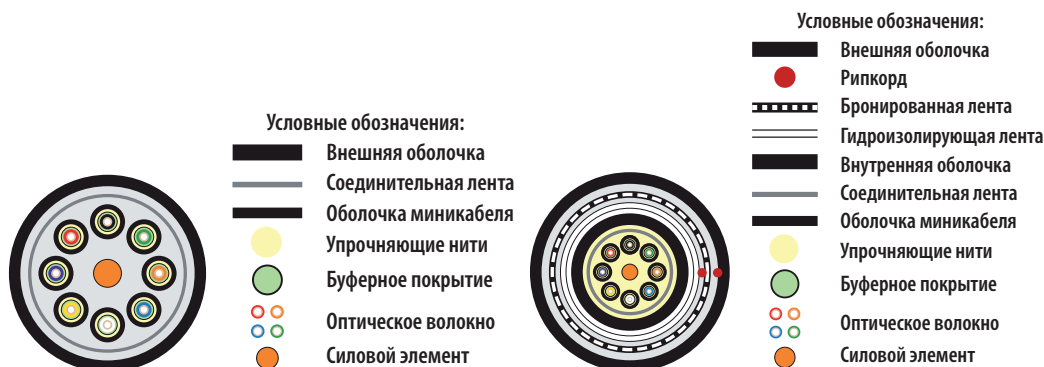 Условные обозначения:
Внешняя оболочка
Соединительная лента
Оболочка миникабеля
Упрочняющие нити
Буферное покрытие
Оптическое волокно
Силовой элемент
Условные обозначения:
Внешняя оболочка
Рипкорд
Бронированная лента
Гидроизолирующая лента
Внутренняя оболочка
Соединительная лента
Оболочка миникабеля
Упрочняющие нити
Буферное покрытие
Оптическое волокно
Силовой элемент